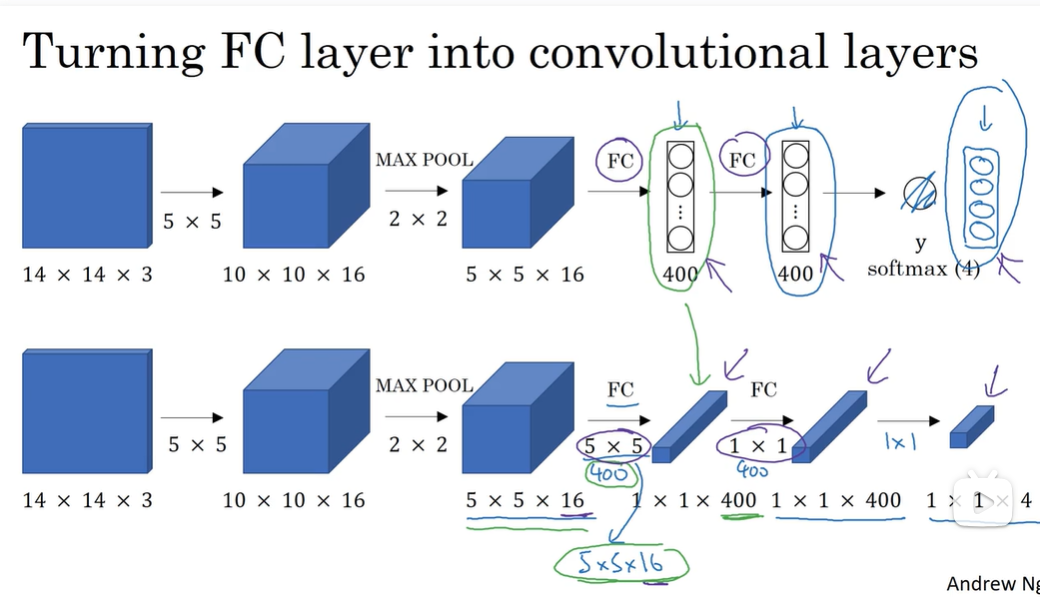 Turning FC layer into convolutional layers
MAX POOL
FC
FC
5 × 5
2 × 2
y
14 × 14 × 3
10 × 10 × 16
5 × 5 × 16
400
400
softmax (4)
MAX POOL
FC
FC
5 × 5
2 × 2
5 × 5
1 × 1
1×1
400
400
14 × 14 × 3
10 × 10 × 16
5 × 5 × 16
1 × 1 × 400
1 × 1 × 400
1 × 1 × 4
5×5×16
Andrew Ng